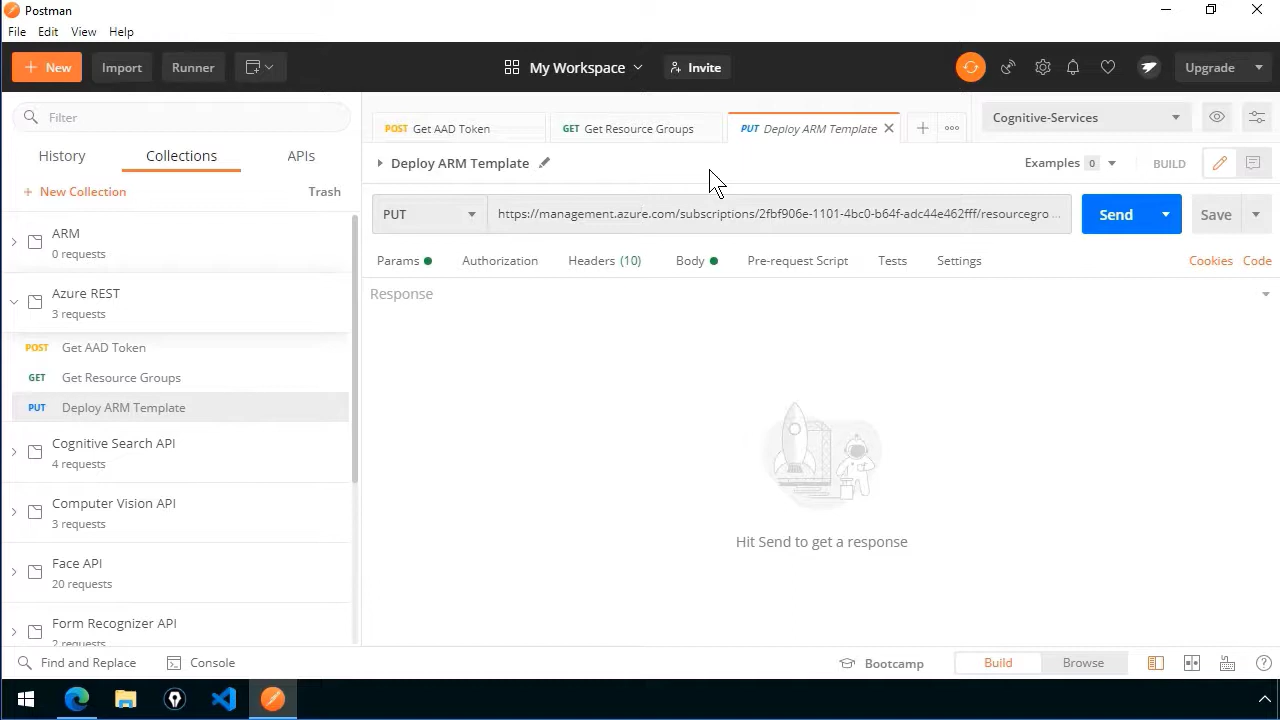 Postman
File Edit View Help
New Import Runner My Workspace Invite Upgrade
Filter
History Collections APIs
New Collection Trash
ARM
0 requests
Azure REST
3 requests
POST Get AAD Token
GET Get Resource Groups
PUT Deploy ARM Template
Cognitive Search API
4 requests
Computer Vision API
3 requests
Face API
20 requests
Form Recognizer API
2 requests
POST Get AAD Token GET Get Resource Groups PUT Deploy ARM Template Cognitive-Services
Deploy ARM Template Examples 0 BUILD
PUT https://management.azure.com/subscriptions/2fbf906e-1101-4bc0-b64f-adc44e462fff/resourcegro ... Send Save
Params Authorization Headers (10) Body Pre-request Script Tests Settings Cookies Code
Response
Hit Send to get a response
Find and Replace Console Bootcamp Build Browse